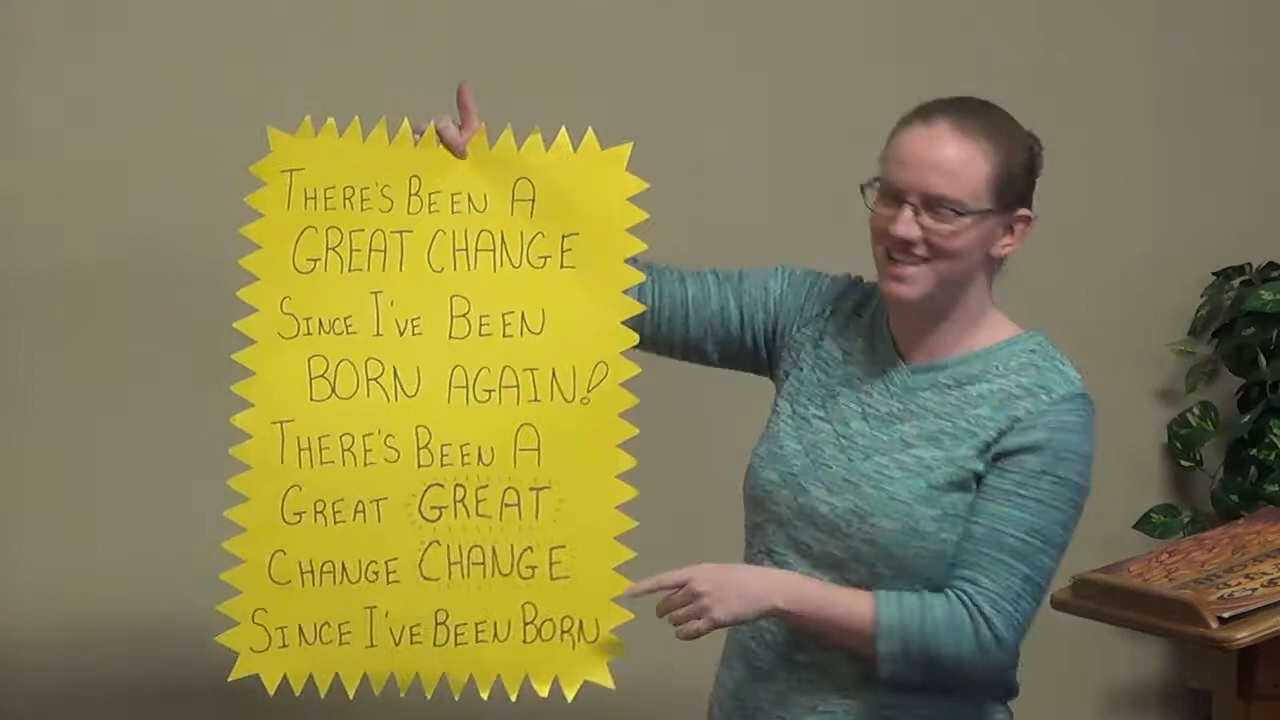 THERE'S BEEN A
GREAT CHANGE
SINCE I'VE BEEN
BORN AGAIN!
THERE'S BEEN A
GREAT GREAT
CHANGE CHANGE
SINCE I'VE BEEN BORN